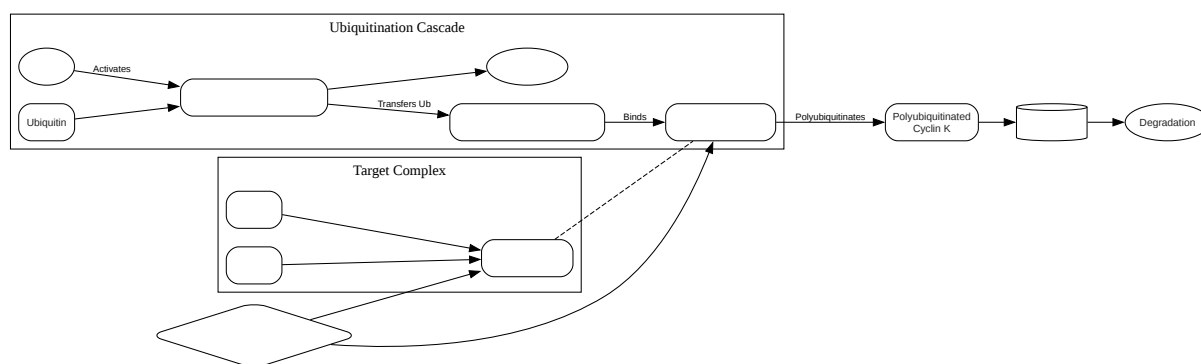 Ubiquitination Cascade
Activates
Ubiquitin
Transfers Ub
Binds
Polyubiquitinates
Polyubiquitinated
Cyclin K
Degradation
Target Complex